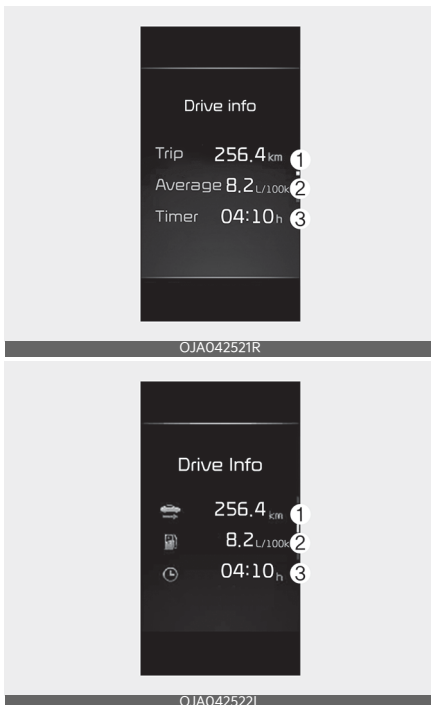 Drive info
Trip 256.4 km 1
Average 8.2 L/100k 2
Timer 04:10 h 3
OJA042521R
Drive Info
256.4 km 1
8.2 L/100k 2
04:10 h 3
OJA042522L